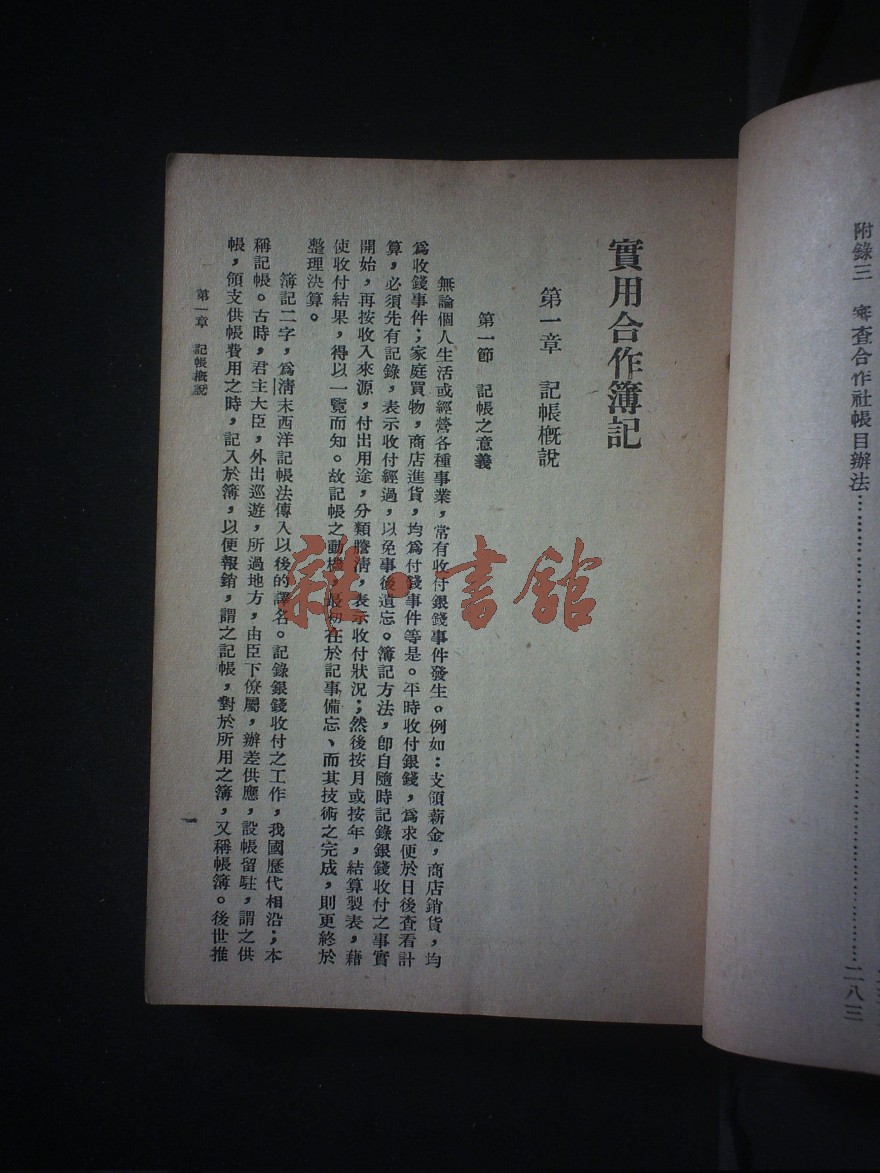 附錄三　審查合作社帳目辦法……………………………………二八三
實用合作簿記
第一章　記帳概說
第一節　記帳之意義
無論個人生活或經營各種事業，常有收付銀錢事件發生。例如：支領薪金，商店銷貨，均
爲收錢事件；家庭買物，商店進貨，均爲付錢事件等是。平時收付銀錢，爲求便於日後查看計
算，必須先有記錄，表示收付經過，以免事後遺忘。簿記方法，卽自隨時記錄銀錢收付之事實
開始，再按收入來源，付出用途，分類謄清，表示收付狀況；然後按月或按年，結算製表，藉
使收付結果，得以一覽而知。故記帳之動機，最初在於記事備忘、而其技術之完成，則更終於
整理決算。
簿記二字，爲清末西洋記帳法傳入以後的譯名。記錄銀錢收付之工作，我國歷代相沿；本
稱記帳。古時，君主大臣，外出巡遊，所過地方，由臣下僚屬，辦差供應，設帳留駐，謂之供
帳，領支供帳費用之時，記入於簿，以便報銷，謂之記帳，對於所用之簿，又稱帳簿。後世推
第一章　記帳概說
一
雜·書館